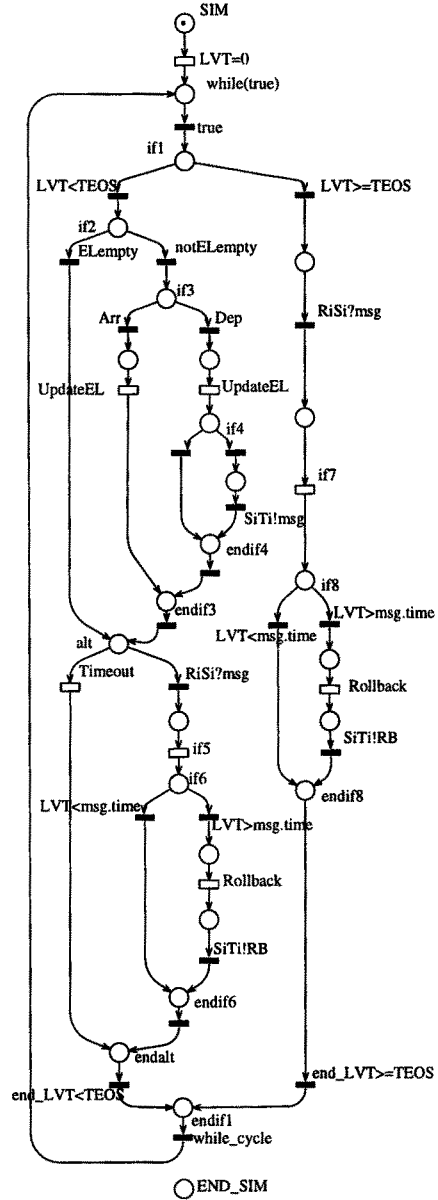 SIM
LVT=0
while(true)
true
if1
LVT<TEOS
LVT>=TEOS
if2
ELempty
notELempty
if3
Arr
Dep
RiSi?msg
UpdateEL
UpdateEL
if4
if7
SiTi!msg
endif4
if8
endif3
LVT>msg.time
LVT<msg.time
alt
Timeout
RiSi?msg
Rollback
SiTi!RB
if5
if6
endif8
LVT<msg.time
LVT>msg.time
Rollback
SiTi!RB
endif6
endalt
end_LVT<TEOS
end_LVT>=TEOS
endif1
while_cycle
END_SIM